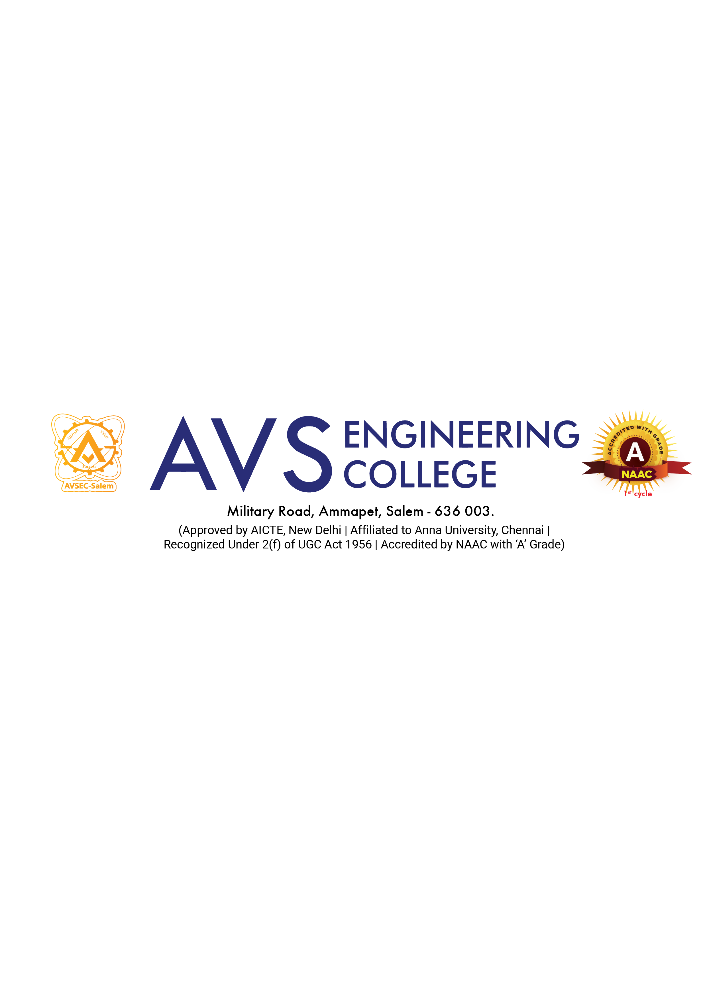 Attitude
Values
Success
AVSEC-Salem
AVS
ENGINEERING
COLLEGE
ACCREDITED WITH GRADE
A
NAAC
1st cycle
Military Road, Ammapet, Salem - 636 003.
(Approved by AICTE, New Delhi | Affiliated to Anna University, Chennai |
Recognized Under 2(f) of UGC Act 1956 | Accredited by NAAC with ‘A’ Grade)